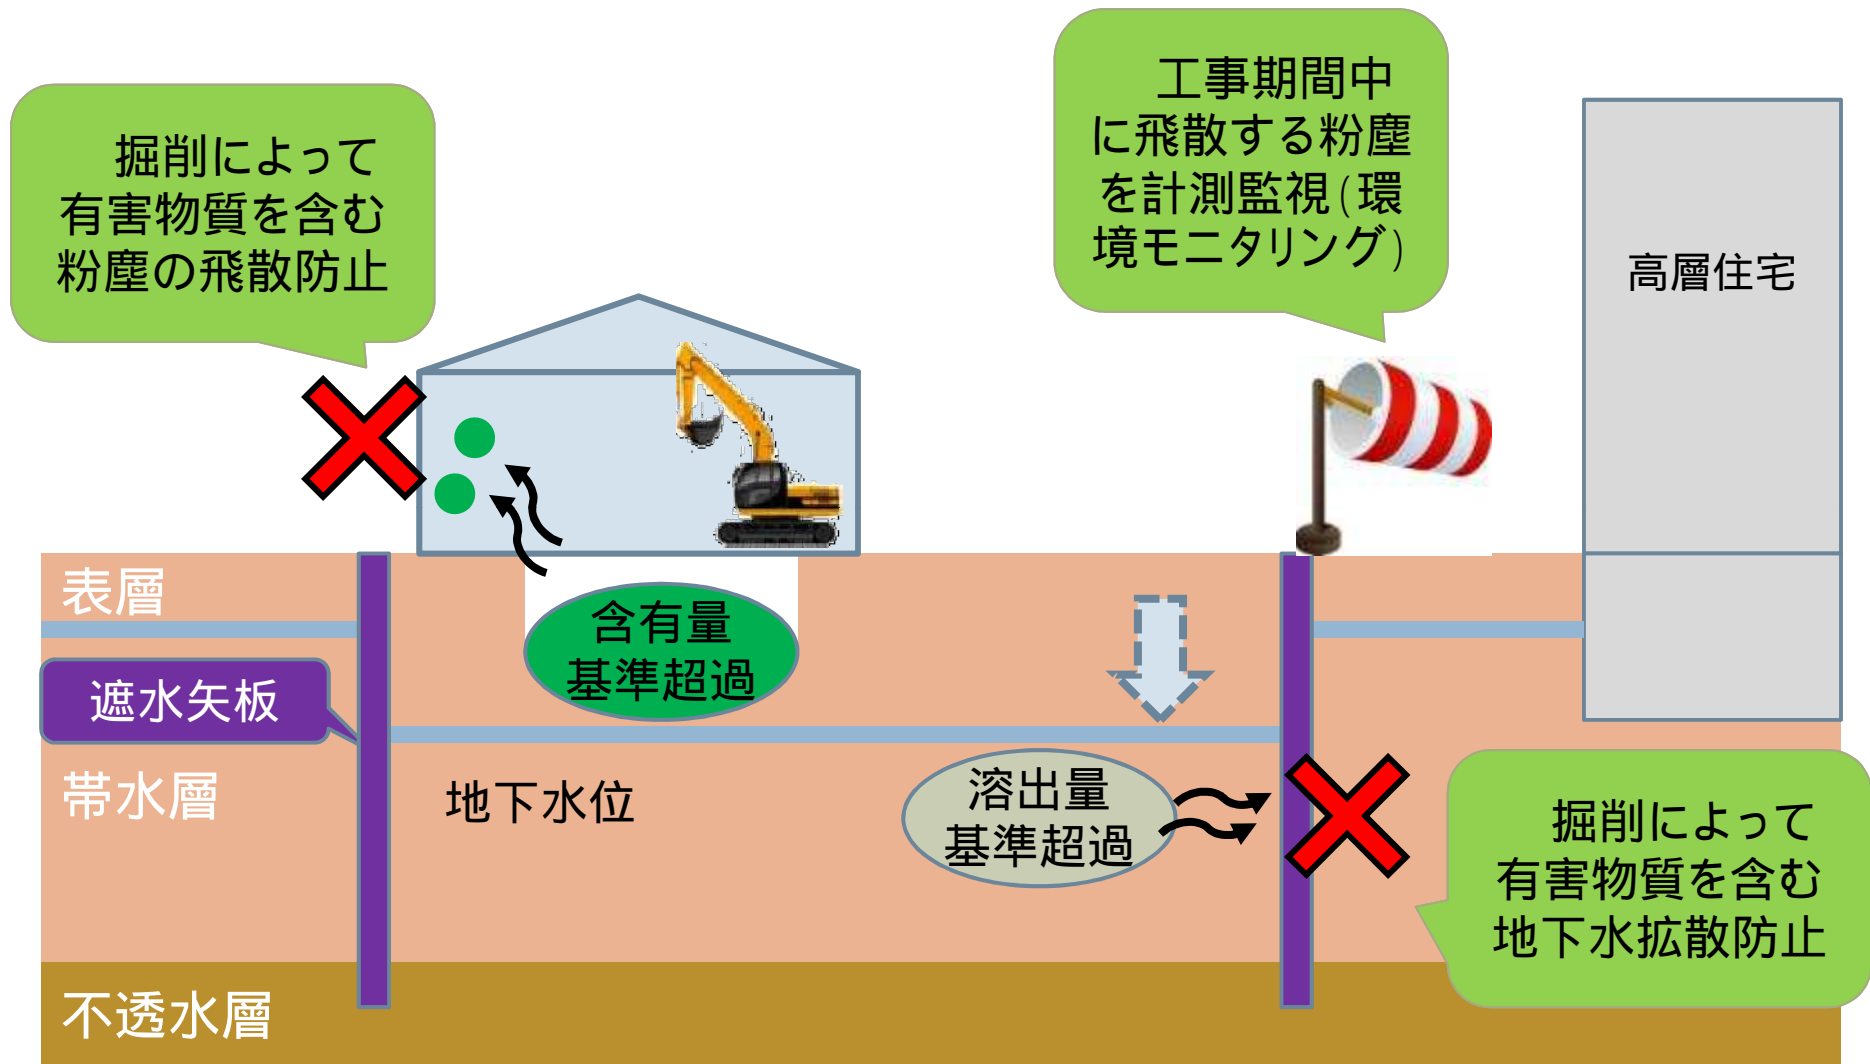 掘削によって
有害物質を含む
粉塵の飛散防止
工事期間中
に飛散する粉塵
を計測監視(環
境モニタリング)
高層住宅
表層
含有量
基準超過
遮水矢板
帯水層
地下水位
溶出量
基準超過
掘削によって
有害物質を含む
地下水拡散防止
不透水層